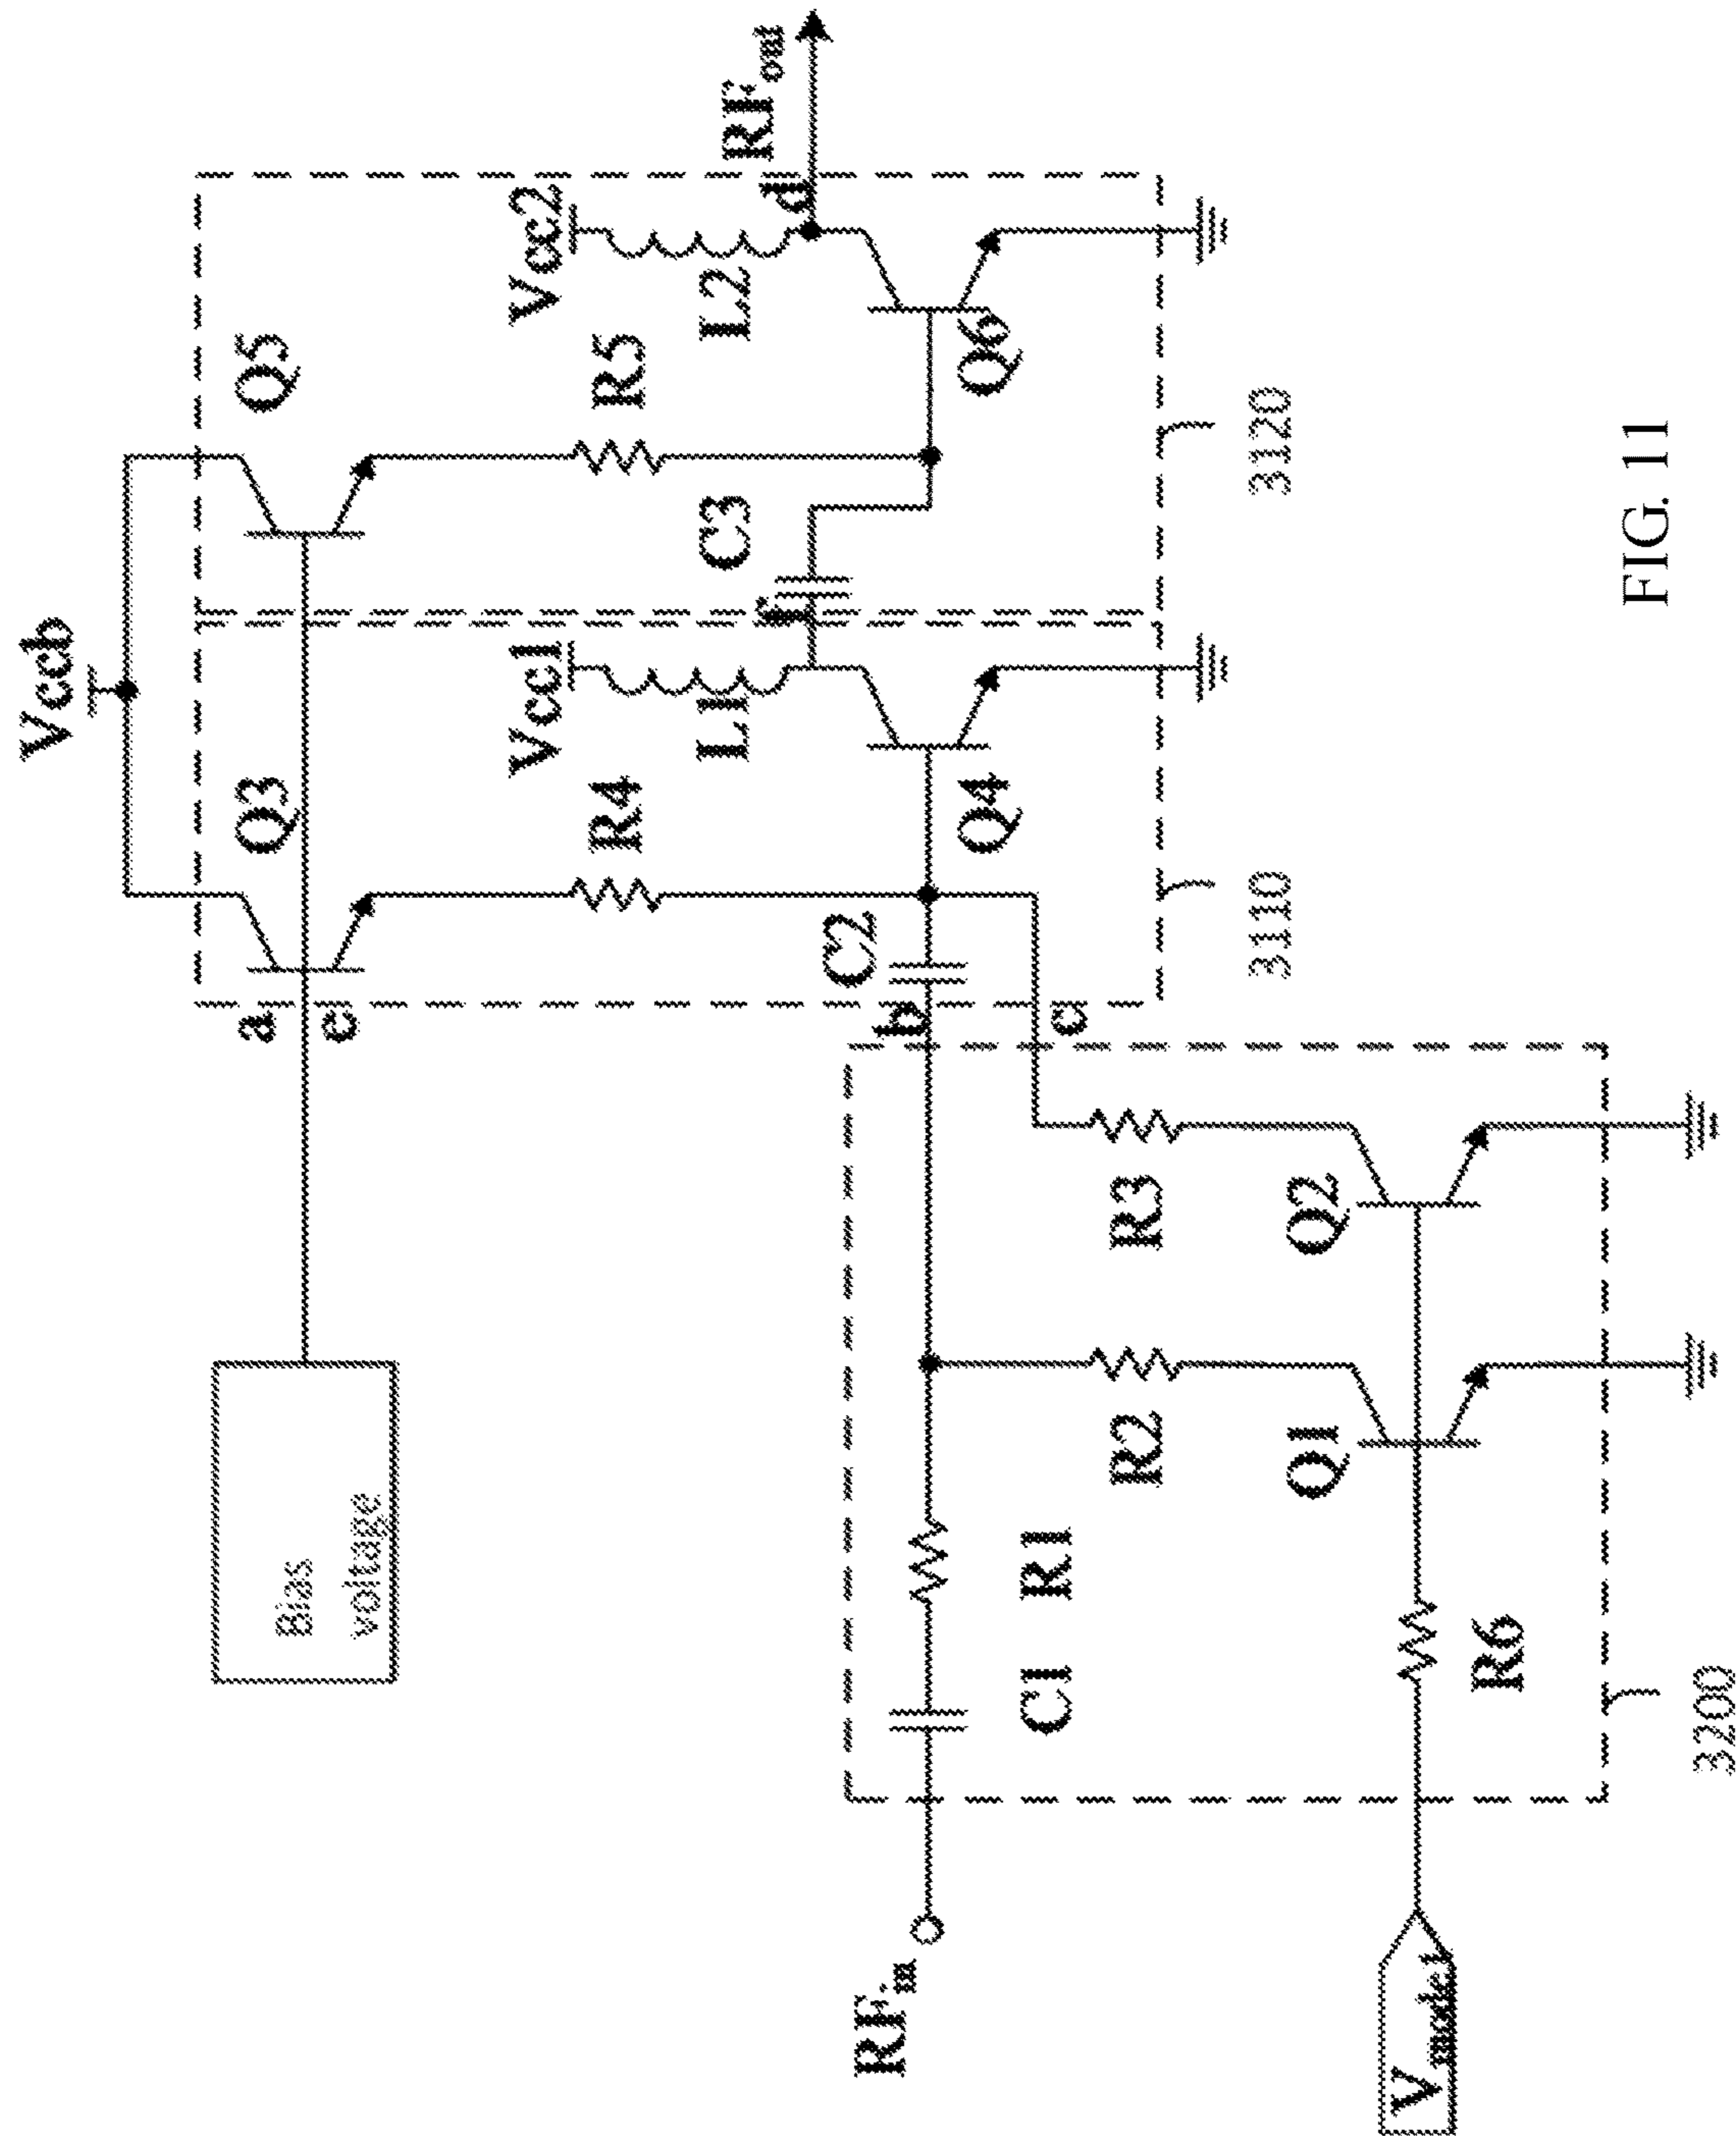 Vccb
Q3
Q5
a
e
Bias
voltage
Vcc1
Vcc2
R4
R5
L1
L2
RFout
d
f
C3
C2
b
c
Q4
Q6
RFin
C1
R1
R2
R3
3110
3120
Q1
Q2
Vmode1
R6
3200
FIG. 11